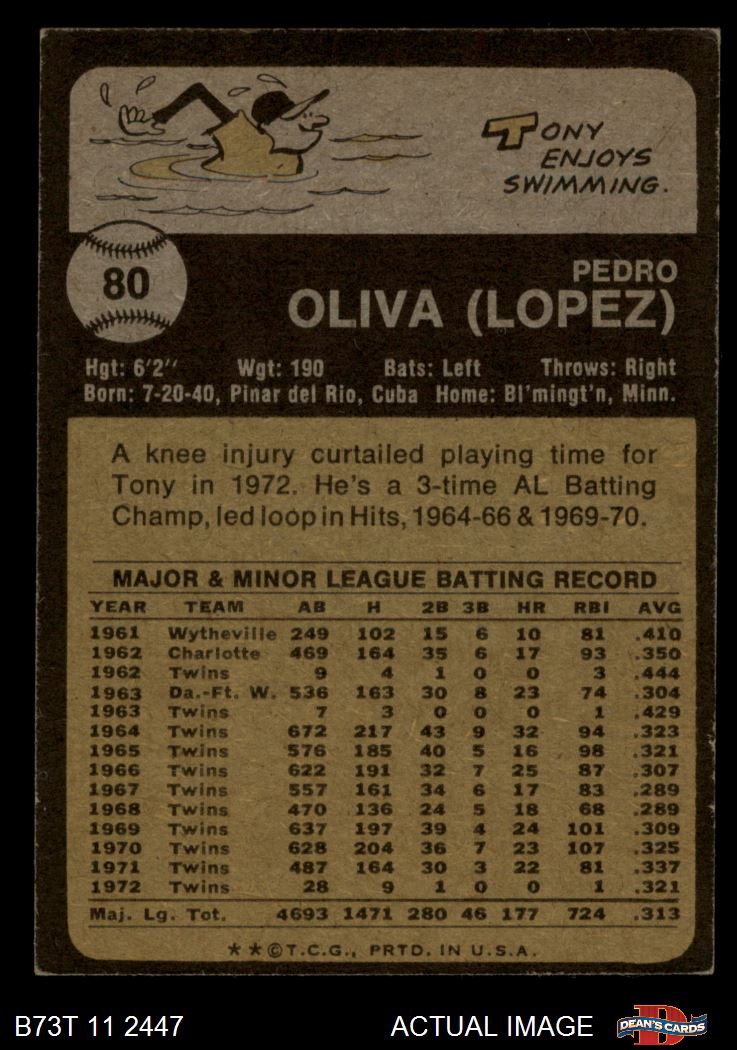 TONY
ENJOYS
SWIMMING.
80
PEDRO
OLIVA (LOPEZ)
Hgt: 6'2'' Wgt: 190 Bats: Left Throws: Right
Born: 7-20-40, Pinar del Rio, Cuba Home: Bl'mingt'n, Minn.
A knee injury curtailed playing time for
Tony in 1972. He's a 3-time AL Batting
Champ, led loop in Hits, 1964-66 & 1969-70.
MAJOR & MINOR LEAGUE BATTING RECORD
YEAR TEAM AB H 2B 3B HR RBI AVG
1961 Wytheville 249 102 15 6 10 81 .410
1962 Charlotte 469 164 35 6 17 93 .350
1962 Twins 9 4 1 0 0 3 .444
1963 Da.-Ft. W. 536 163 30 8 23 74 .304
1963 Twins 7 3 0 0 0 1 .429
1964 Twins 672 217 43 9 32 94 .323
1965 Twins 576 185 40 5 16 98 .321
1966 Twins 622 191 32 7 25 87 .307
1967 Twins 557 161 34 6 17 83 .289
1968 Twins 470 136 24 5 18 68 .289
1969 Twins 637 197 39 4 24 101 .309
1970 Twins 628 204 36 7 23 107 .325
1971 Twins 487 164 30 3 22 81 .337
1972 Twins 28 9 1 0 0 1 .321
Maj. Lg. Tot. 4693 1471 280 46 177 724 .313
**©T.C.G., PRTD. IN U.S.A.
B73T 11 2447 ACTUAL IMAGE D DEAN'S CARDS